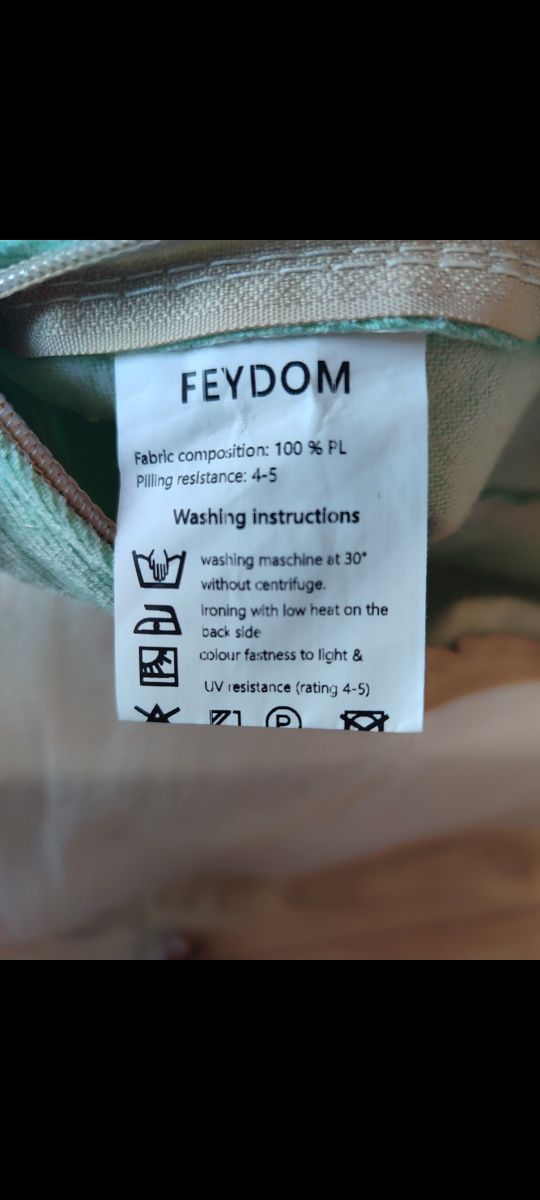 FEYDOM
Fabric composition: 100 % PL
Pilling resistance: 4-5
Washing instructions
washing maschine at 30°
without centrifuge.
Ironing with low heat on the
back side
colour fastness to light &
UV resistance (rating 4-5)
P